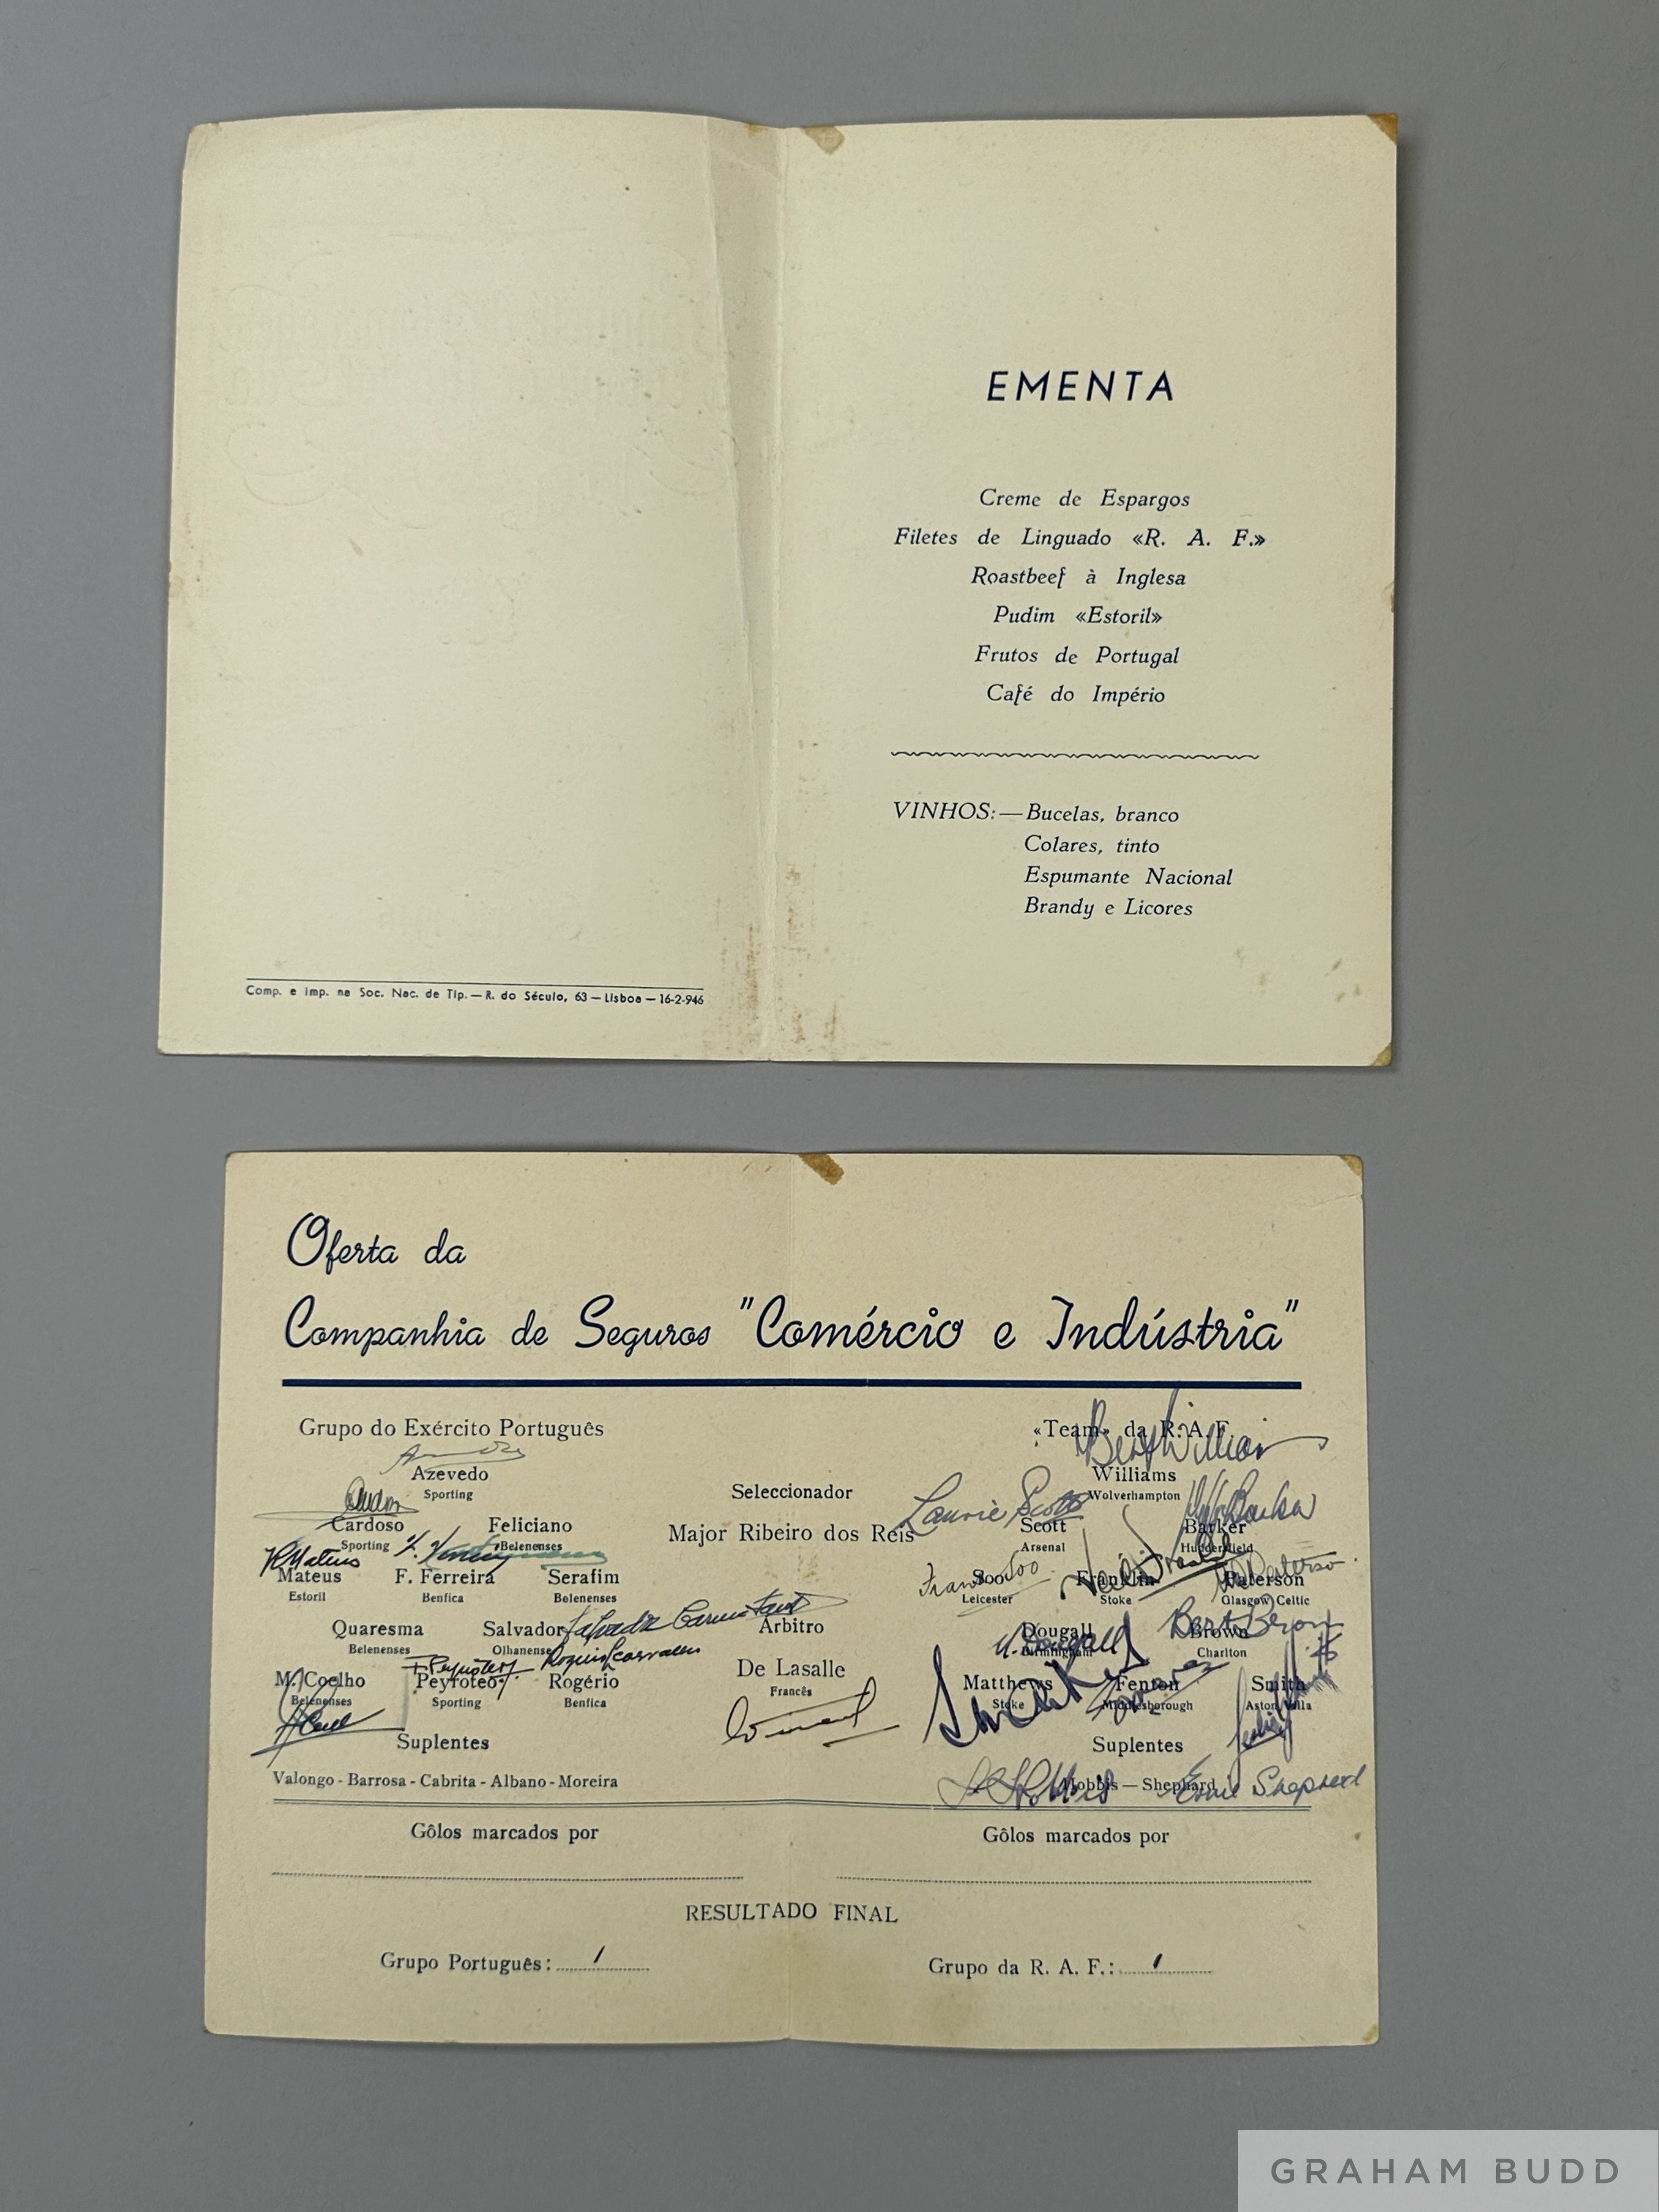 EMENTA
Creme de Espargos
Filetes de Linguado «R. A. F.»
Roastbeef à Inglesa
Pudim «Estoril»
Frutos de Portugal
Café do Império
VINHOS:—Bucelas, branco
Colares, tinto
Espumante Nacional
Brandy e Licores
Comp. e imp. na Soc. Nac. de Tip.—R. do Século, 63—Lisboa—16-2-946
Oferta da
Companhia de Seguros "Comércio e Indústria"
Grupo do Exército Português
Azevedo
Sporting
Cardoso Feliciano
Sporting Belenenses
R Mateus
Mateus F. Ferreira Serafim
Estoril Benfica Belenenses
Quaresma Salvador
Belenenses Olhanense
M. Coelho Peyroteo Rogério
Belenenses Sporting Benfica
Suplentes
Valongo - Barrosa - Cabrita - Albano - Moreira
Seleccionador
Major Ribeiro dos Reis
Arbitro
De Lasalle
Francês
«Team» da R. A. F.
Bert Williams
Williams
Wolverhampton
Laurie Scott
Scott Barker
Arsenal Huddersfield
Frank Soo
Soo Franklin Paterson
Leicester Stoke Glasgow Celtic
Dougall Brown
Birmingham Charlton
Matthews Fenton Smith
Stoke Middlesborough Aston Villa
Suplentes
Hobbis — Shephard
Ernie Shepherd
Gôlos marcados por Gôlos marcados por
RESULTADO FINAL
Grupo Português: 1 Grupo da R. A. F.: 1
GRAHAM BUDD